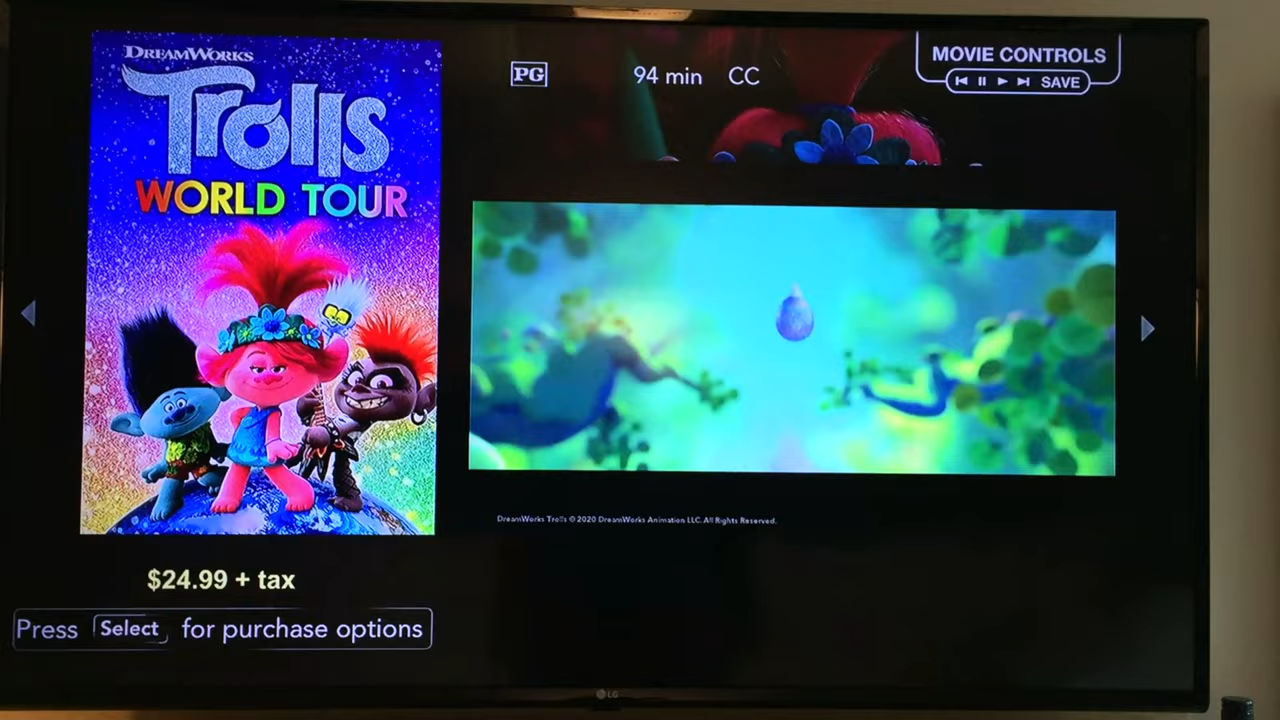 DREAMWORKS
Trolls
WORLD TOUR
PG 94 min CC
MOVIE CONTROLS
SAVE
DreamWorks Trolls © 2020 DreamWorks Animation LLC. All Rights Reserved.
$24.99 + tax
Press Select for purchase options
LG